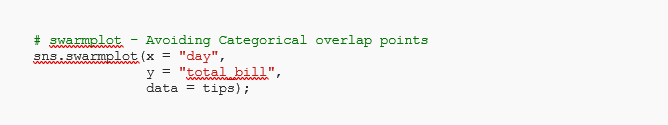 # swarmplot – Avoiding Categorical overlap points
sns.swarmplot(x = "day",
y = "total_bill",
data = tips);